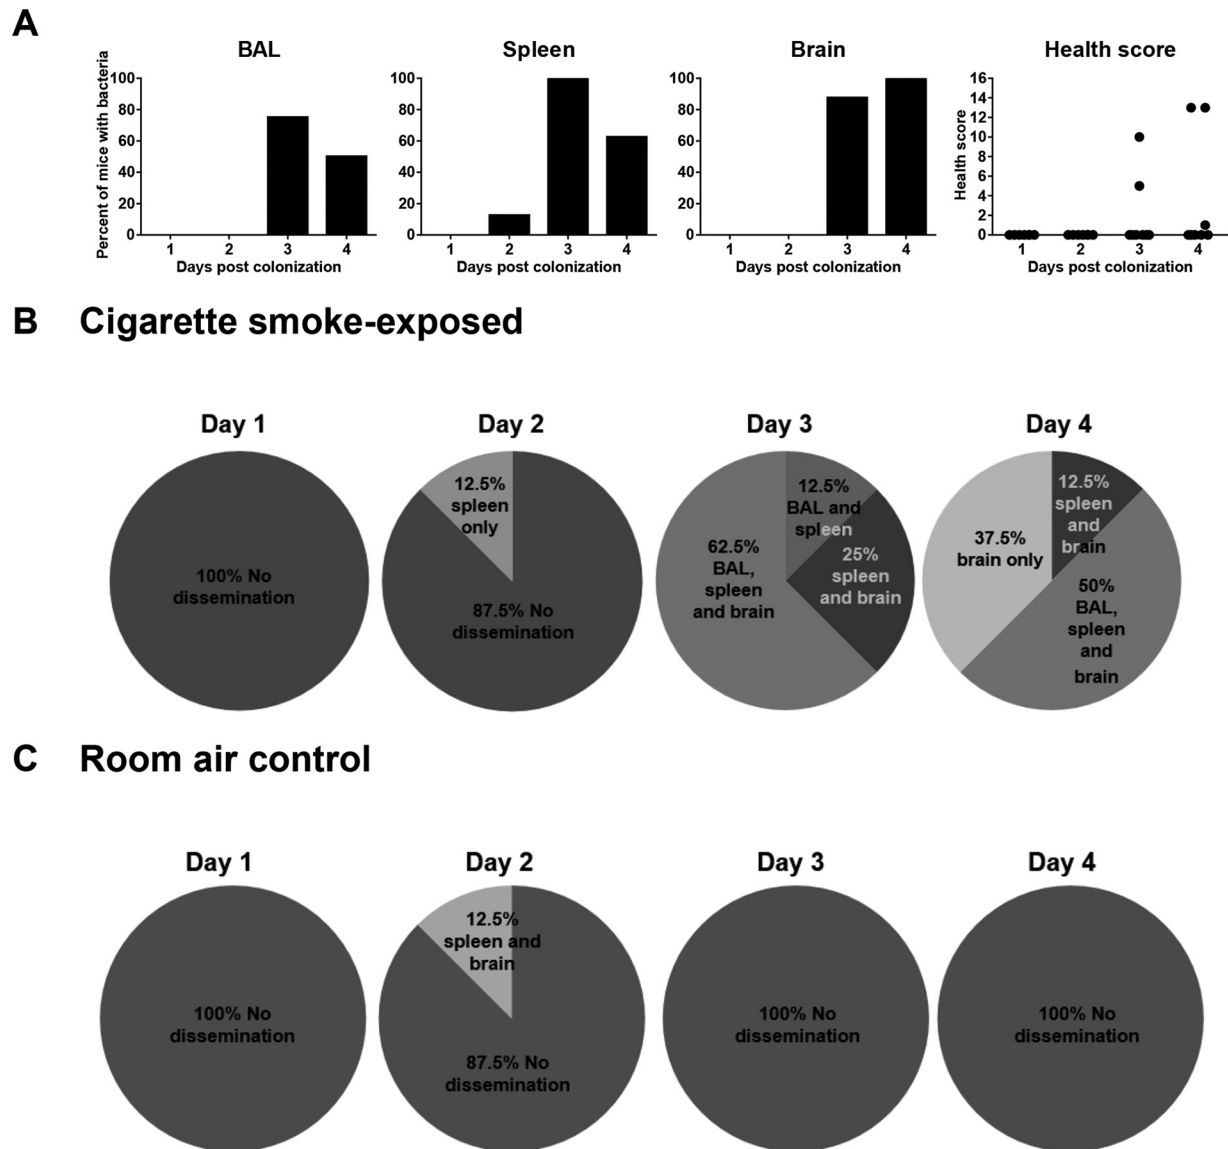 A
BAL
Spleen
Brain
Health score
Percent of mice with bacteria
100
80
60
40
20
0
1 2 3 4
Days post colonization
100
80
60
40
20
0
1 2 3 4
Days post colonization
100
80
60
40
20
0
1 2 3 4
Days post colonization
Health score
16
14
12
10
8
6
4
2
0
1 2 3 4
Days post colonization
B Cigarette smoke-exposed
Day 1
100% No
dissemination
Day 2
12.5%
spleen
only
87.5% No
dissemination
Day 3
12.5%
BAL and
spleen
62.5%
BAL,
spleen
and brain
25%
spleen
and brain
Day 4
12.5%
spleen
and
brain
37.5%
brain only
50%
BAL,
spleen
and
brain
C Room air control
Day 1
100% No
dissemination
Day 2
12.5%
spleen and
brain
87.5% No
dissemination
Day 3
100% No
dissemination
Day 4
100% No
dissemination